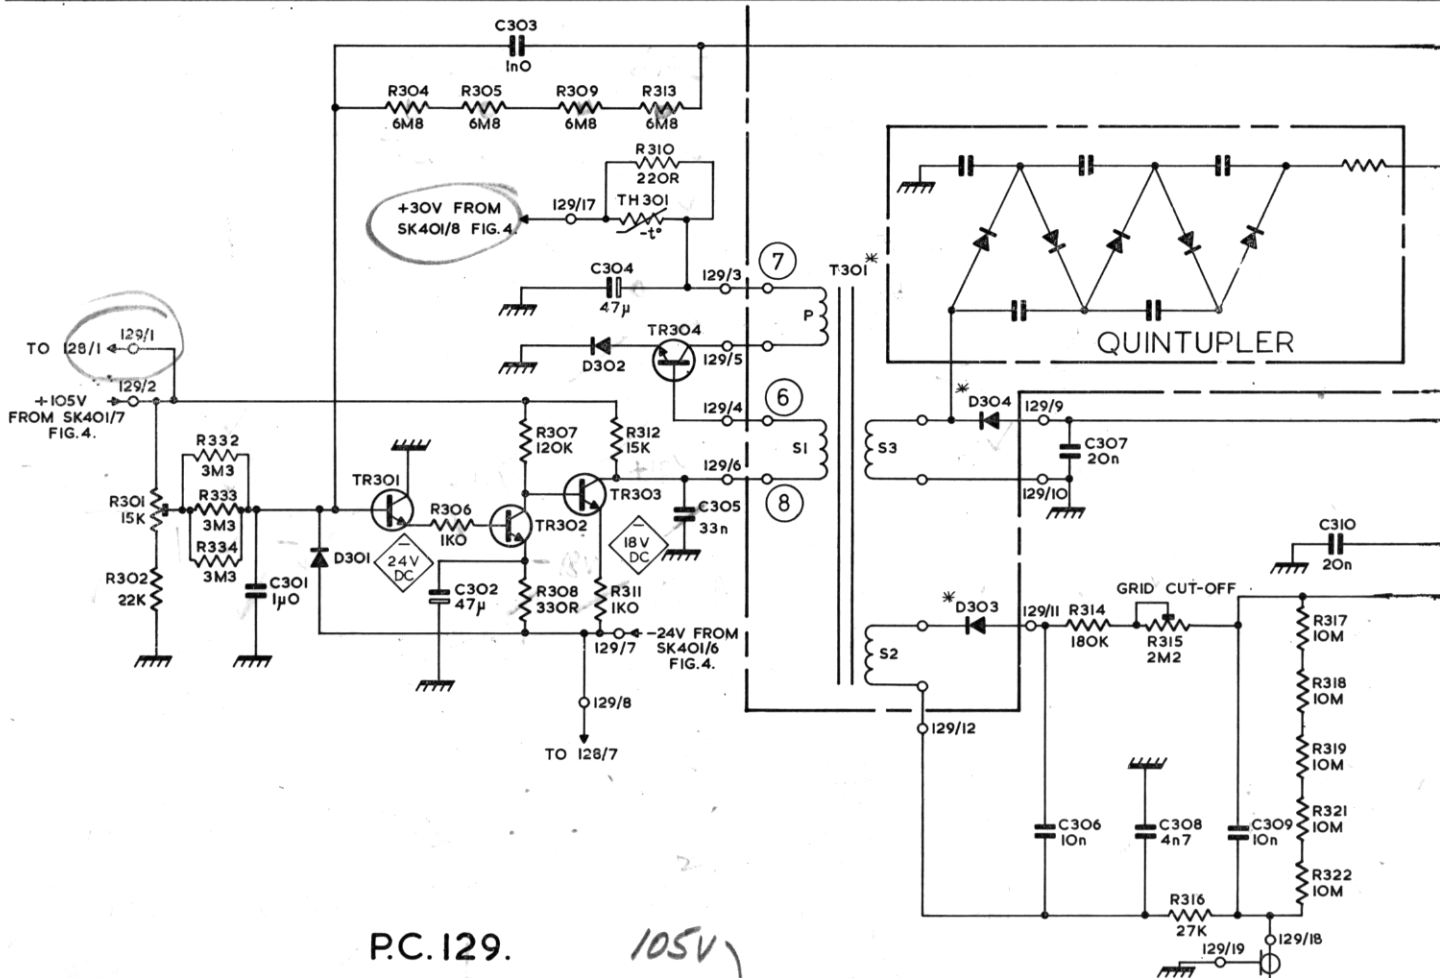 C303
1n0
R304
R305
R309
R313
6M8
6M8
6M8
6M8
R310
220R
+30V FROM
SK401/8 FIG.4.
129/17
TH301
-t°
C304
47μ
129/3
7
T301*
P
TR304
D302
129/5
QUINTUPLER
TO 128/1
129/1
129/2
+105V
FROM SK401/7
FIG.4.
129/4
6
* D304
129/9
R332
3M3
R307
120K
R312
15K
S1
S3
C307
20n
R301
15K
R333
3M3
TR301
R306
1K0
TR302
TR303
129/6
8
129/10
C305
33n
R334
3M3
D301
–
24V
DC
–
18V
DC
C310
20n
R302
22K
C301
1μ0
C302
47μ
R308
330R
R311
1K0
* D303
129/11
R314
180K
GRID CUT-OFF
R315
2M2
R317
10M
129/7
-24V FROM
SK401/6
FIG.4.
S2
R318
10M
129/8
129/12
TO 128/7
R319
10M
C306
10n
C308
4n7
C309
10n
R321
10M
R322
10M
R316
27K
P.C.129.
105V
129/19
129/18